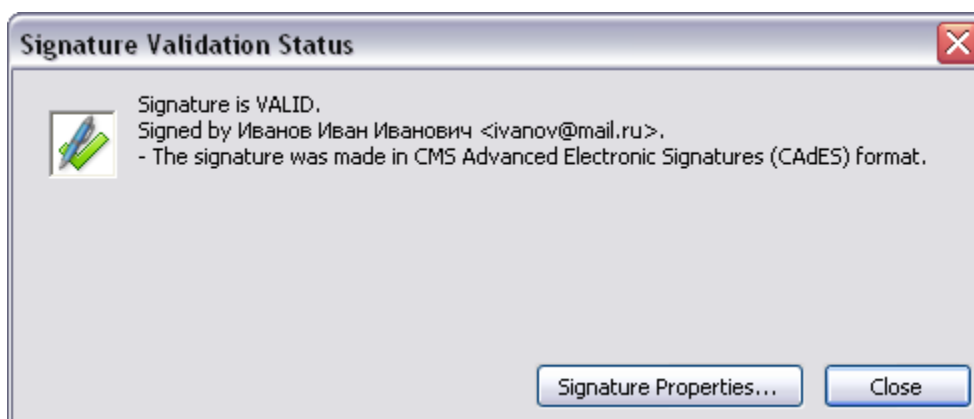 Signature Validation Status
Signature is VALID.
Signed by Иванов Иван Иванович <ivanov@mail.ru>.
- The signature was made in CMS Advanced Electronic Signatures (CAdES) format.
Signature Properties...
Close